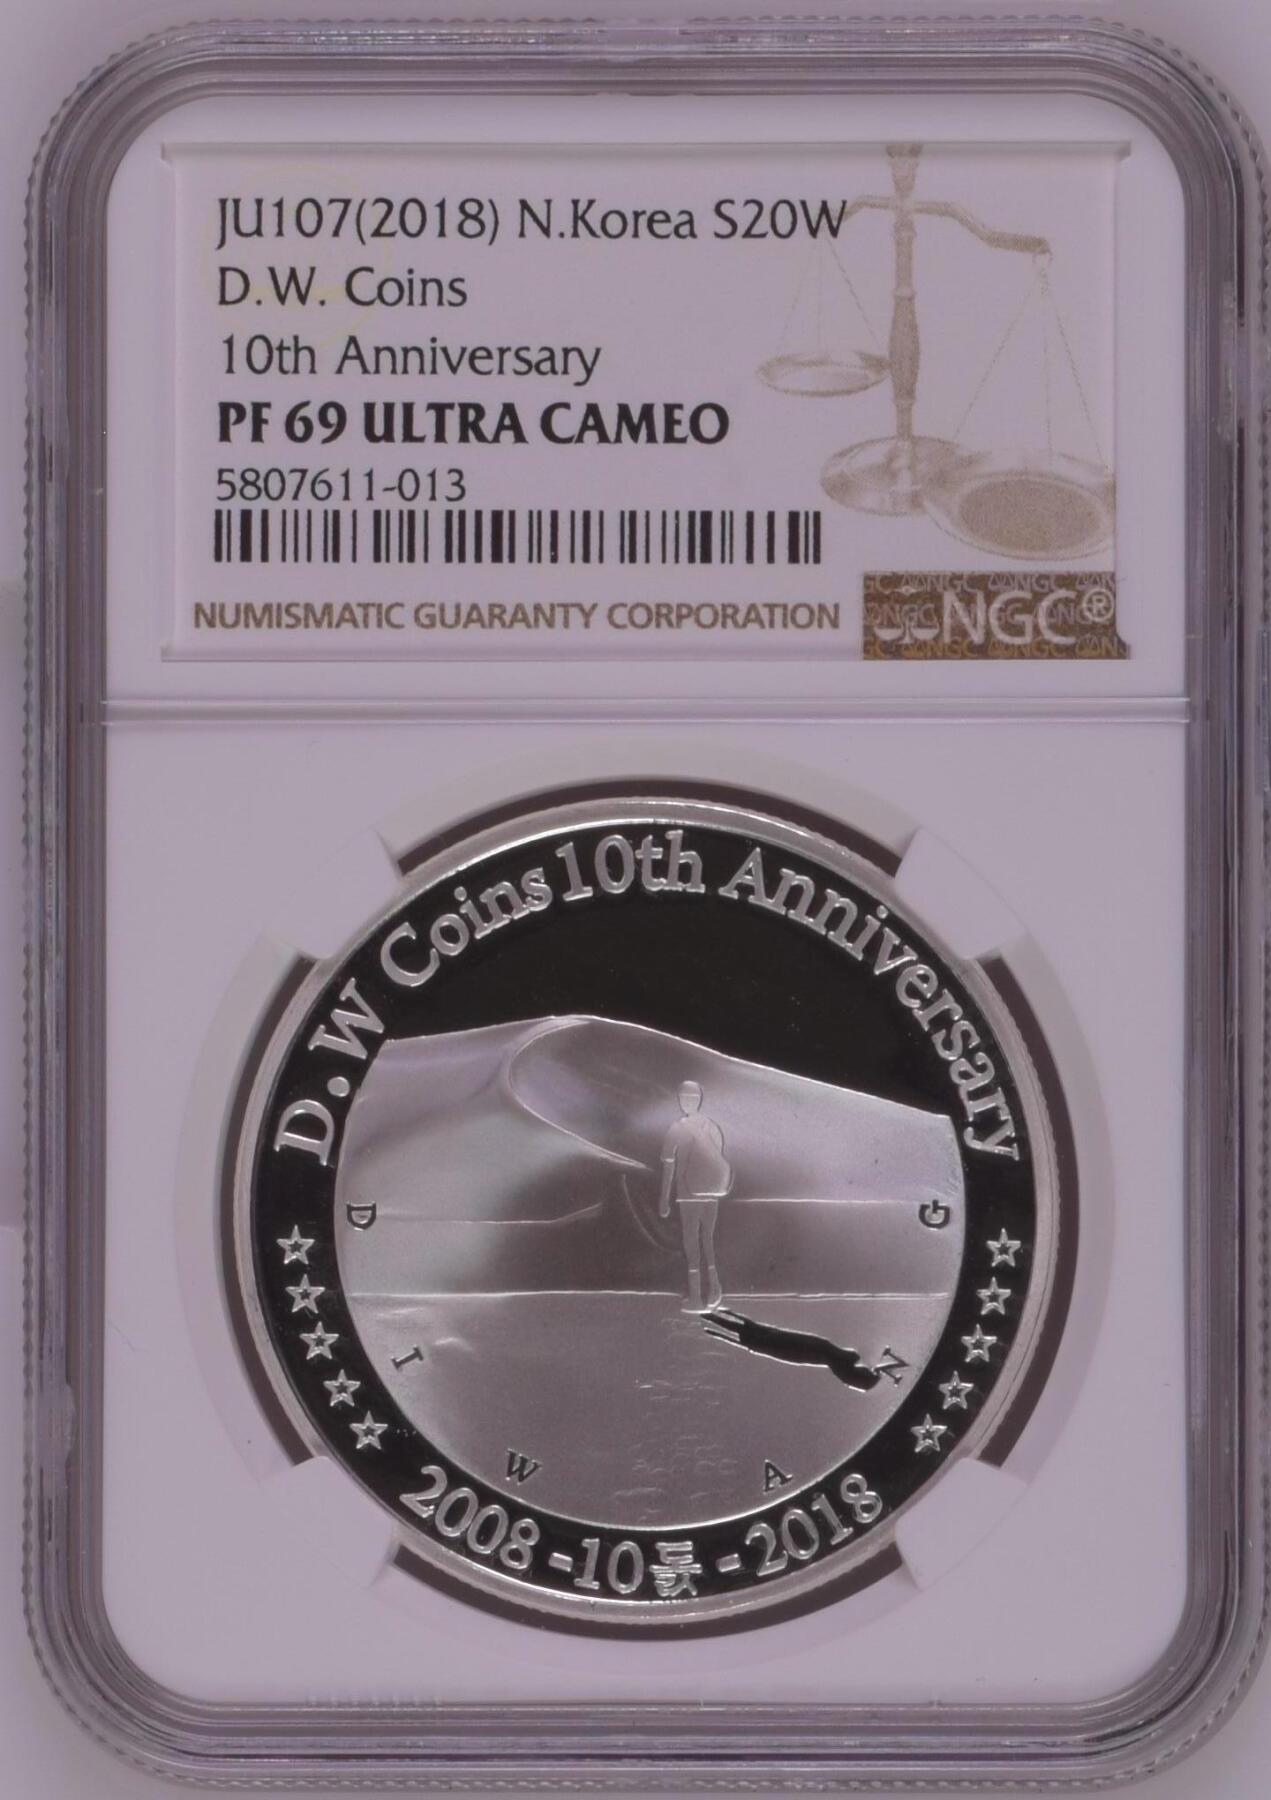 JU107(2018) N.Korea S20W
D.W. Coins
10th Anniversary
PF 69 ULTRA CAMEO
5807611-013
NUMISMATIC GUARANTY CORPORATION
NGC®
D.W Coins 10th Anniversary
D I W A N G
2008-10돐-2018